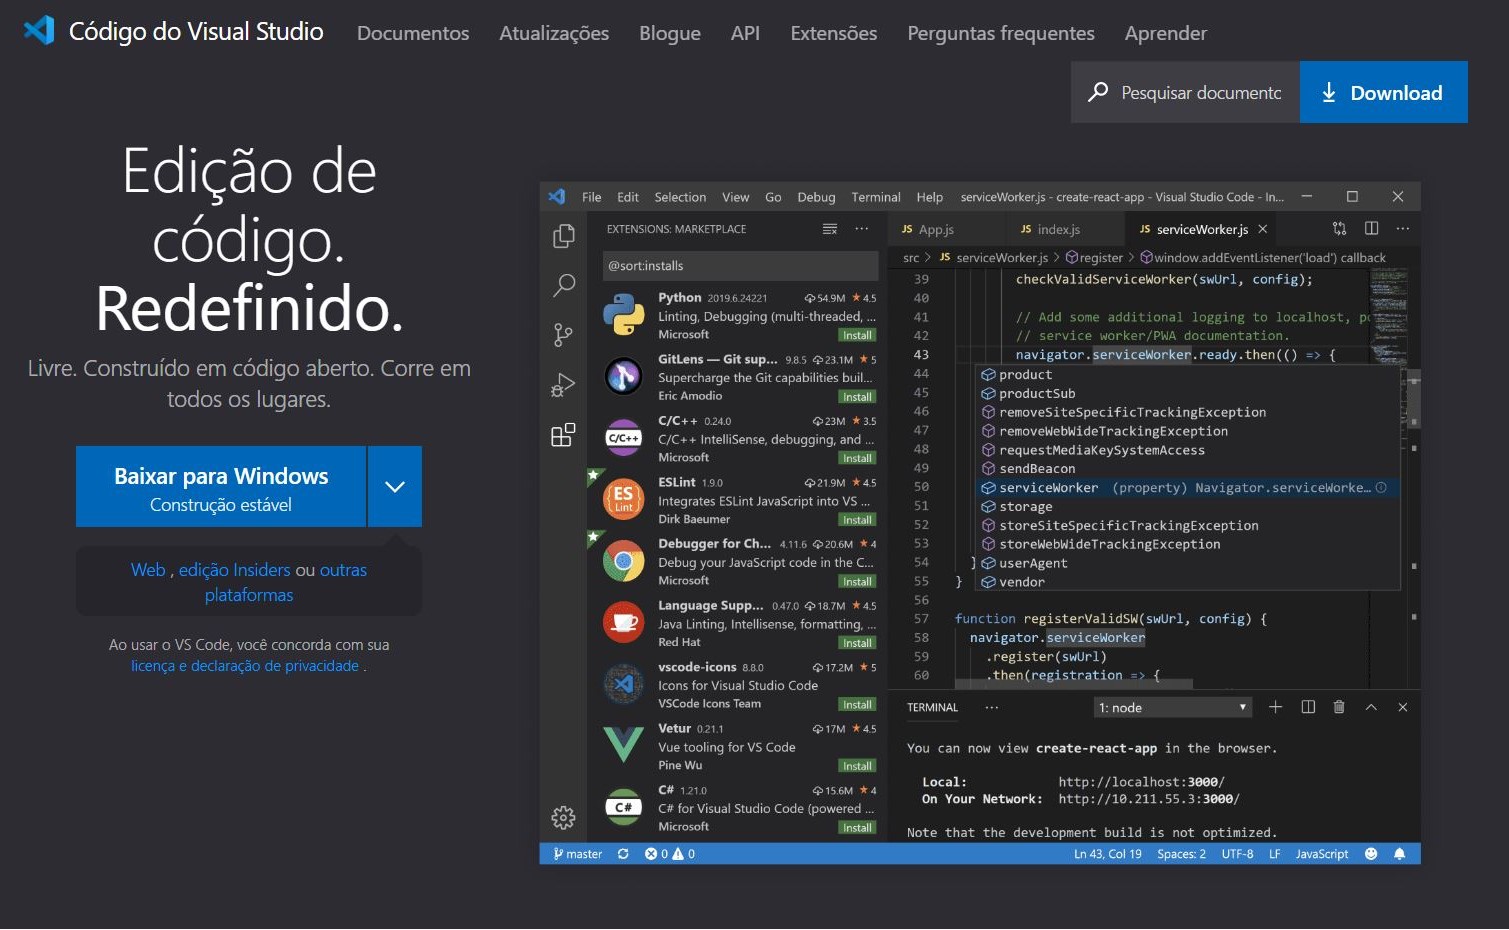 Código do Visual Studio
Documentos
Atualizações
Blogue
API
Extensões
Perguntas frequentes
Aprender
Pesquisar documento
Download
Edição de
código.
Redefinido.
Livre. Construído em código aberto. Corre em
todos os lugares.
Baixar para Windows
Construção estável
Web , edição Insiders ou outras
plataformas
Ao usar o VS Code, você concorda com sua
licença e declaração de privacidade .
File Edit Selection View Go Debug Terminal Help serviceWorker.js - create-react-app - Visual Studio Code - In...
EXTENSIONS: MARKETPLACE
@sort:installs
Python 2019.6.24221 54.9M ★ 4.5
Linting, Debugging (multi-threaded, ...
Microsoft Install
GitLens — Git sup... 9.8.5 23.1M ★ 5
Supercharge the Git capabilities buil...
Eric Amodio Install
C/C++
C/C++ 0.24.0 23M ★ 3.5
C/C++ IntelliSense, debugging, and ...
Microsoft Install
ES
Lint
ESLint 1.9.0 21.9M ★ 4.5
Integrates ESLint JavaScript into VS ...
Dirk Baeumer Install
Debugger for Ch... 4.11.6 20.6M ★ 4
Debug your JavaScript code in the C...
Microsoft Install
Language Supp... 0.47.0 18.7M ★ 4.5
Java Linting, Intellisense, formatting, ...
Red Hat Install
vscode-icons 8.8.0 17.2M ★ 5
Icons for Visual Studio Code
VSCode Icons Team Install
Vetur 0.21.1 17M ★ 4.5
Vue tooling for VS Code
Pine Wu Install
C#
C# 1.21.0 15.6M ★ 4
C# for Visual Studio Code (powered ...
Microsoft Install
JS App.js JS index.js JS serviceWorker.js
src > JS serviceWorker.js > register > window.addEventListener('load') callback
39 checkValidServiceWorker(swUrl, config);
40
41 // Add some additional logging to localhost, po
42 // service worker/PWA documentation.
43 navigator.serviceWorker.ready.then(() => {
44 product
45 productSub
46 removeSiteSpecificTrackingException
47 removeWebWideTrackingException
48 requestMediaKeySystemAccess
49 sendBeacon
50 serviceWorker (property) Navigator.serviceWorke...
51 storage
52 storeSiteSpecificTrackingException
53 storeWebWideTrackingException
54 } userAgent
55 } vendor
56
57 function registerValidSW(swUrl, config) {
58 navigator.serviceWorker
59 .register(swUrl)
60 .then(registration => {
TERMINAL ... 1: node
You can now view create-react-app in the browser.
Local: http://localhost:3000/
On Your Network: http://10.211.55.3:3000/
Note that the development build is not optimized.
master 0 0 Ln 43, Col 19 Spaces: 2 UTF-8 LF JavaScript